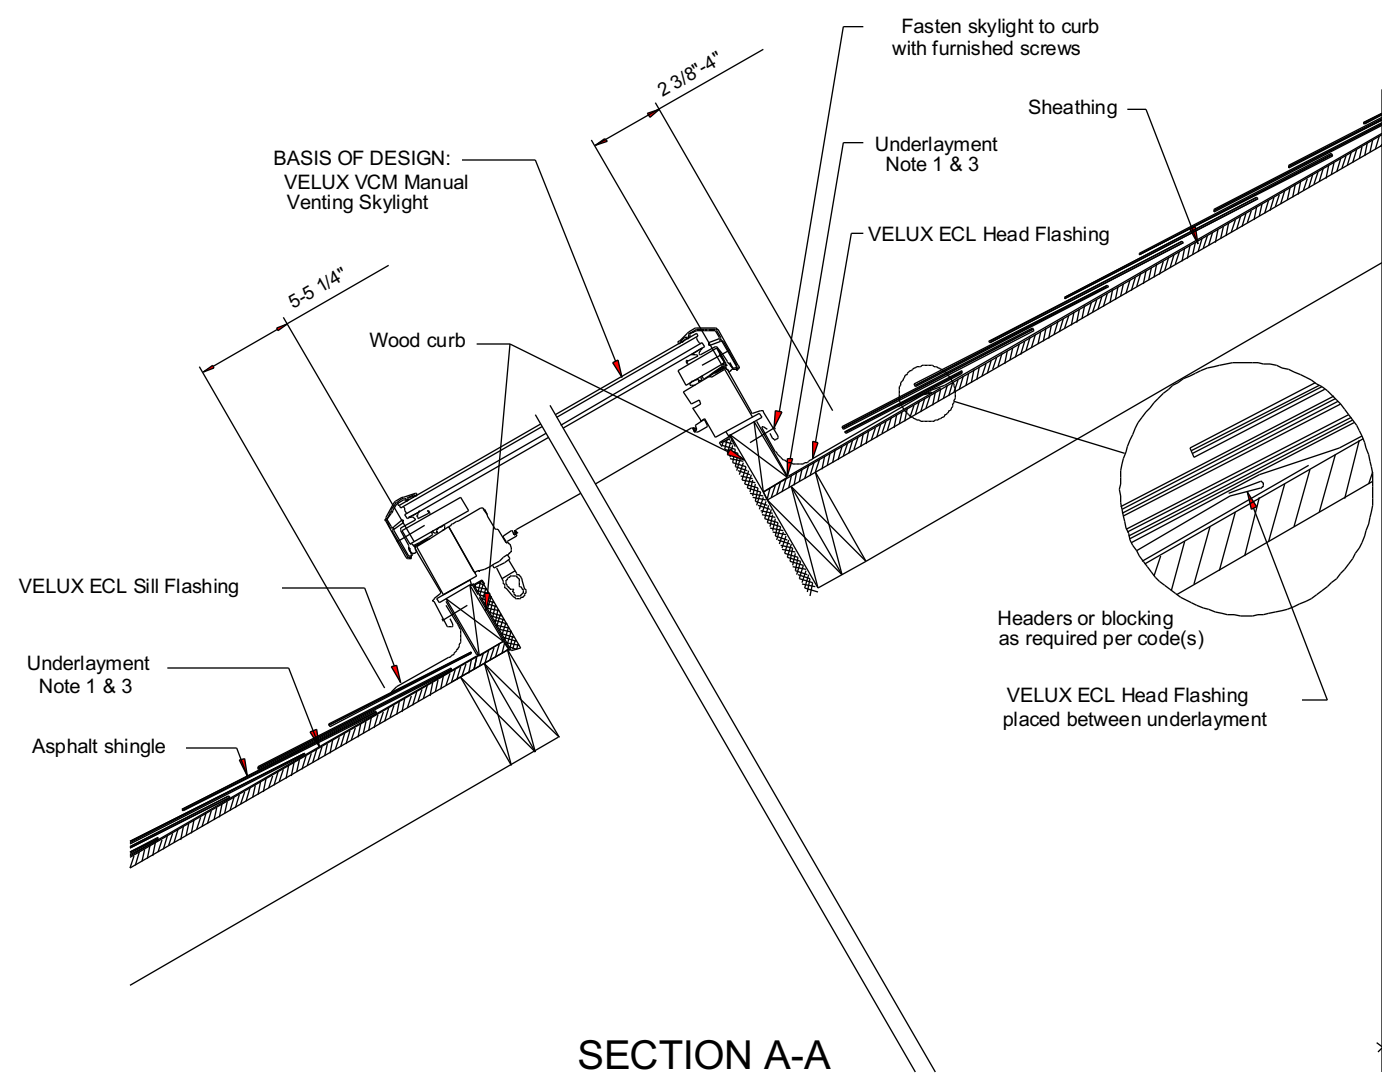 Fasten skylight to curb
with furnished screws
2 3/8"-4"
Sheathing
Underlayment
Note 1 & 3
BASIS OF DESIGN:
VELUX VCM Manual
Venting Skylight
VELUX ECL Head Flashing
5-5 1/4"
Wood curb
VELUX ECL Sill Flashing
Underlayment
Note 1 & 3
Asphalt shingle
Headers or blocking
as required per code(s)
VELUX ECL Head Flashing
placed between underlayment
SECTION A-A